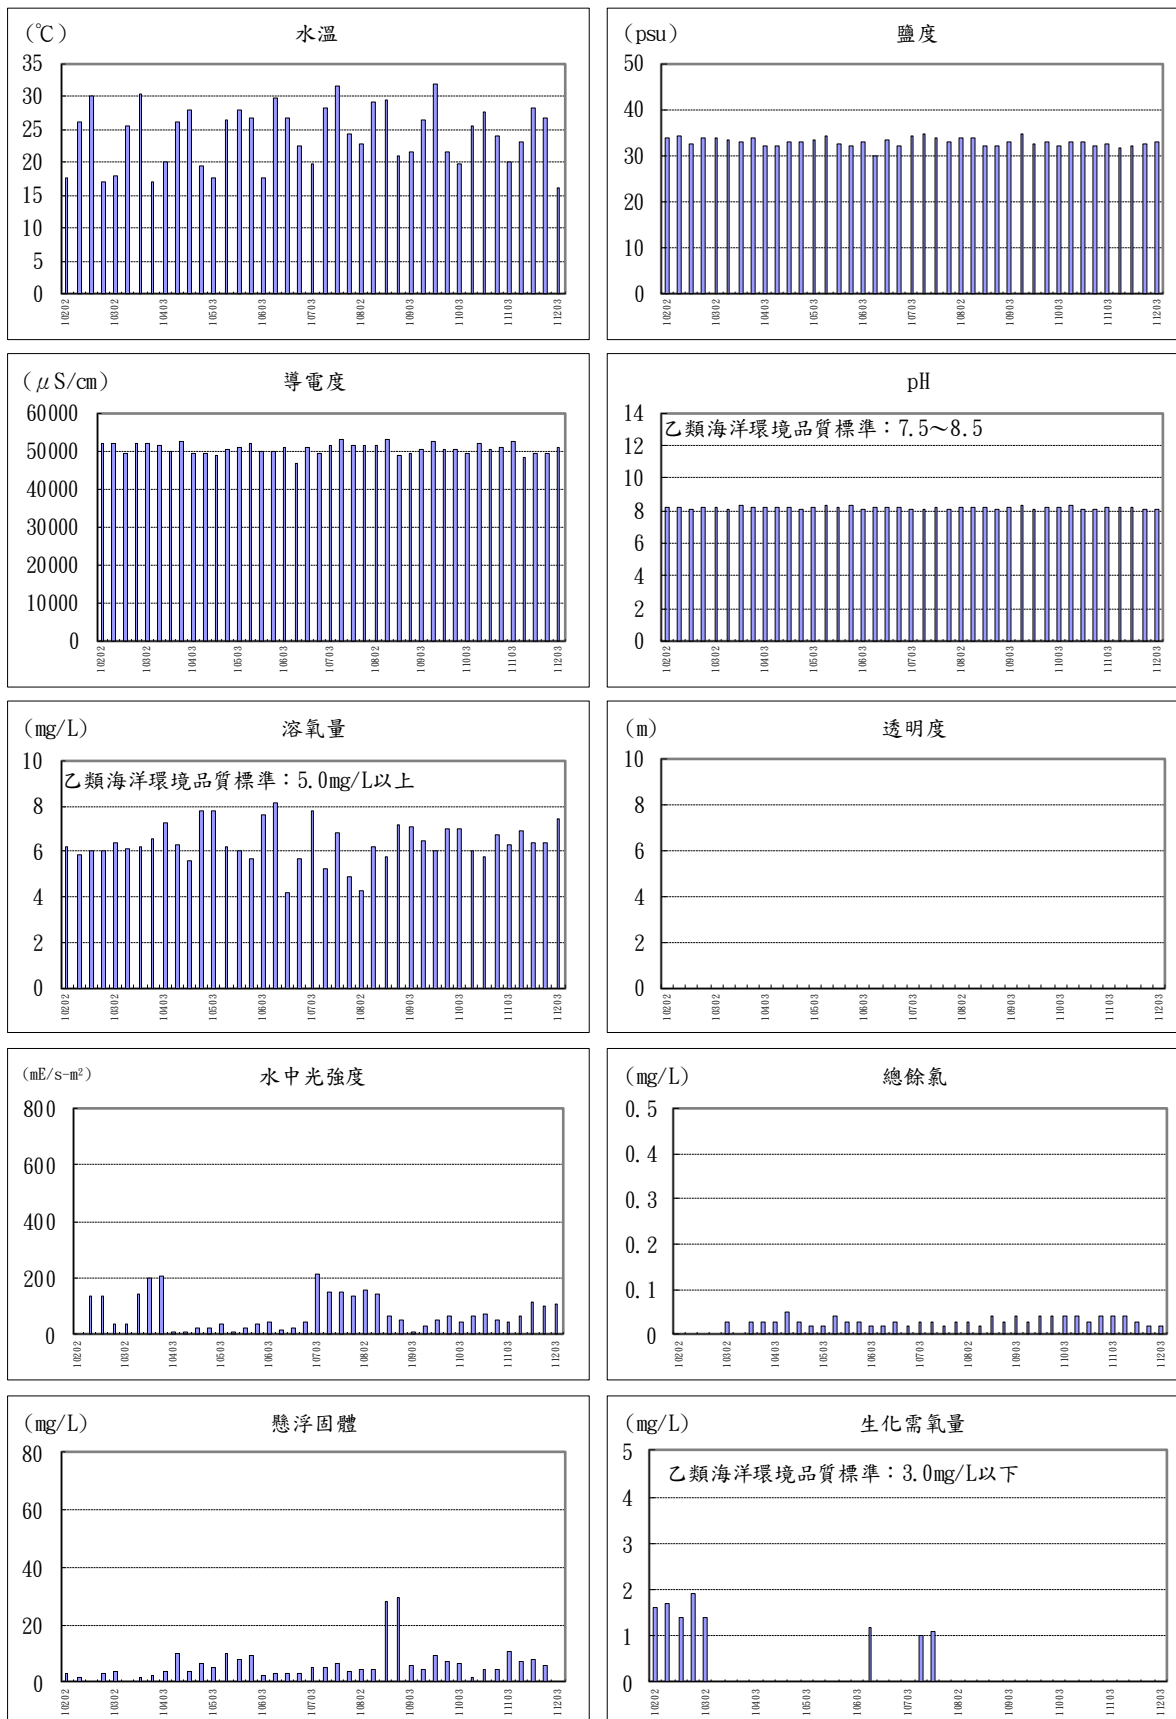 (℃) 水溫
35
30
25
20
15
10
5
0
10202 10302 10403 10503 10603 10703 10802 10903 11003 11103 11203
(psu) 鹽度
50
40
30
20
10
0
10202 10302 10403 10503 10603 10703 10802 10903 11003 11103 11203
(μS/cm) 導電度
60000
50000
40000
30000
20000
10000
0
10202 10302 10403 10503 10603 10703 10802 10903 11003 11103 11203
pH
乙類海洋環境品質標準：7.5～8.5
14
12
10
8
6
4
2
0
10202 10302 10403 10503 10603 10703 10802 10903 11003 11103 11203
(mg/L) 溶氧量
乙類海洋環境品質標準：5.0mg/L以上
10
8
6
4
2
0
10202 10302 10403 10503 10603 10703 10802 10903 11003 11103 11203
(m) 透明度
10
8
6
4
2
0
10202 10302 10403 10503 10603 10703 10802 10903 11003 11103 11203
(mE/s-m²) 水中光強度
800
600
400
200
0
10202 10302 10403 10503 10603 10703 10802 10903 11003 11103 11203
(mg/L) 總餘氯
0.5
0.4
0.3
0.2
0.1
0
10202 10302 10403 10503 10603 10703 10802 10903 11003 11103 11203
(mg/L) 懸浮固體
80
60
40
20
0
10202 10302 10403 10503 10603 10703 10802 10903 11003 11103 11203
(mg/L) 生化需氧量
乙類海洋環境品質標準：3.0mg/L以下
5
4
3
2
1
0
10202 10302 10403 10503 10603 10703 10802 10903 11003 11103 11203